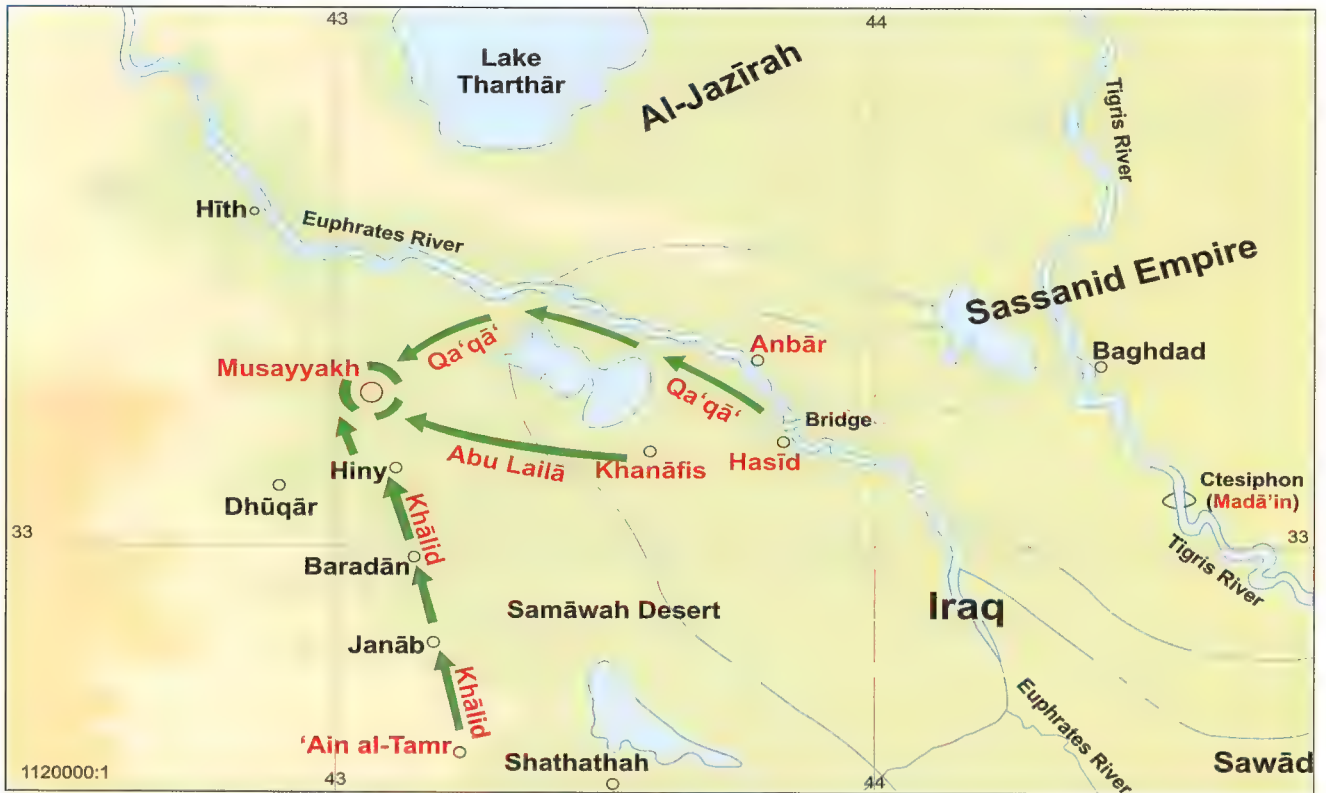 43
44
Lake
Tharthār
Al-Jazīrah
Tigris River
Hīth
Euphrates River
Sassanid Empire
Anbār
Baghdad
Qa‘qā‘
Musayyakh
Qa‘qā‘
Bridge
Abu Lailā
Khanāfis
Hasīd
Hiny
Dhūqār
Ctesiphon
(Madā’in)
Khālid
33
33
Baradān
Tigris River
Samāwah Desert
Iraq
Janāb
Khālid
Euphrates River
‘Ain al-Tamr
Shathathah
Sawād
1120000:1
43
44